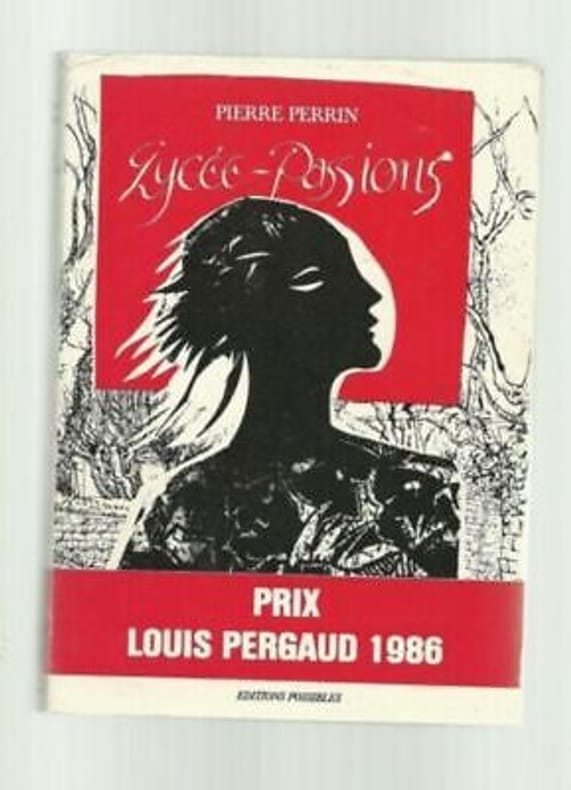 PIERRE PERRIN
Lycée-Passions
PRIX
LOUIS PERGAUD 1986
EDITIONS POSSIBLES